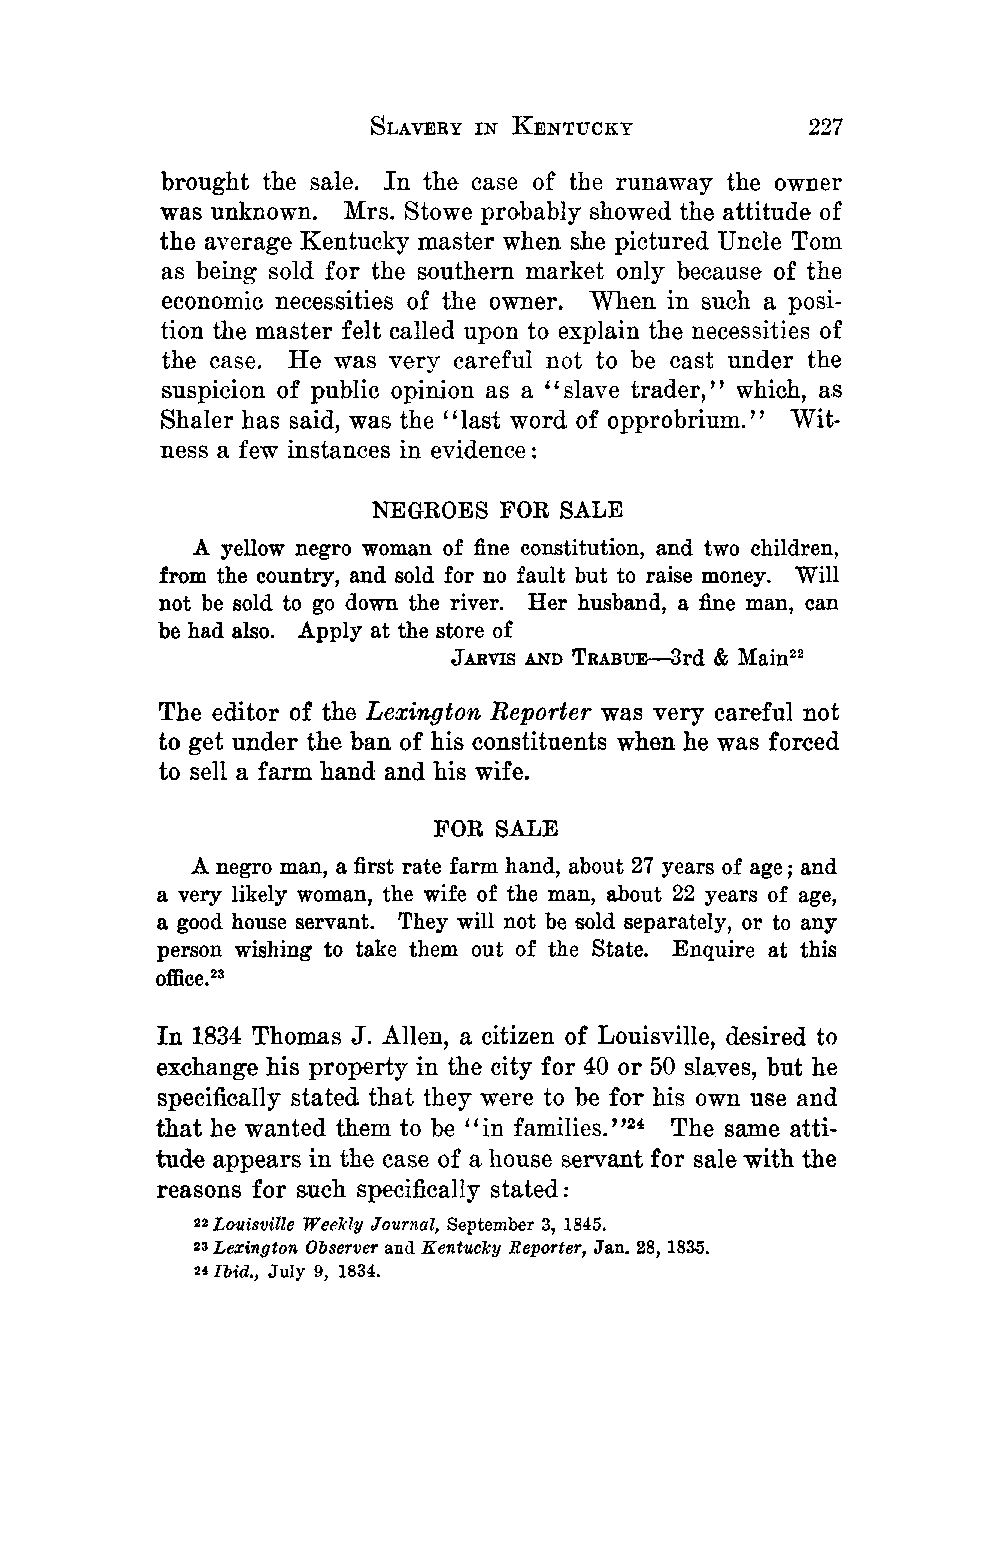 SLAVERY IN KENTUCKY 227
brought the sale. In the case of the runaway the owner
was unknown. Mrs. Stowe probably showed the attitude of
the average Kentucky master when she pictured Uncle Tom
as being sold for the southern market only because of the
economic necessities of the owner. When in such a posi-
tion the master felt called upon to explain the necessities of
the case. He was very careful not to be cast under the
suspicion of public opinion as a “slave trader,” which, as
Shaler has said, was the “last word of opprobrium.” Wit-
ness a few instances in evidence:
NEGROES FOR SALE
A yellow negro woman of fine constitution, and two children,
from the country, and sold for no fault but to raise money. Will
not be sold to go down the river. Her husband, a fine man, can
be had also. Apply at the store of
JARVIS AND TRABUE—3rd & Main²²
The editor of the Lexington Reporter was very careful not
to get under the ban of his constituents when he was forced
to sell a farm hand and his wife.
FOR SALE
A negro man, a first rate farm hand, about 27 years of age; and
a very likely woman, the wife of the man, about 22 years of age,
a good house servant. They will not be sold separately, or to any
person wishing to take them out of the State. Enquire at this
office.²³
In 1834 Thomas J. Allen, a citizen of Louisville, desired to
exchange his property in the city for 40 or 50 slaves, but he
specifically stated that they were to be for his own use and
that he wanted them to be “in families.”²⁴ The same atti-
tude appears in the case of a house servant for sale with the
reasons for such specifically stated:
²² Louisville Weekly Journal, September 3, 1845.
²³ Lexington Observer and Kentucky Reporter, Jan. 28, 1835.
²⁴ Ibid., July 9, 1834.